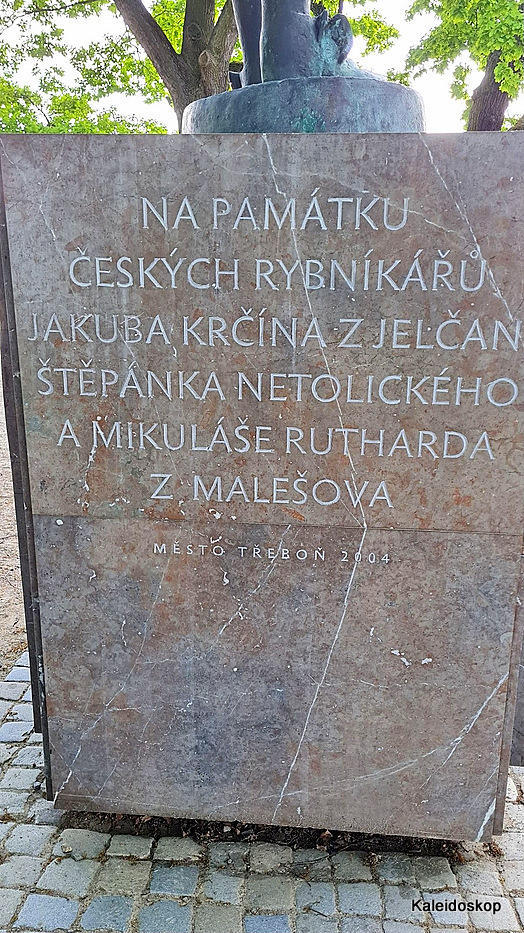 NA PAMÁTKU
ČESKÝCH RYBNÍKÁŘŮ
JAKUBA KRČÍNA Z JELČAN
ŠTĚPÁNKA NETOLICKÉHO
A MIKULÁŠE RUTHARDA
Z MALEŠOVA
MĚSTO TŘEBOŇ 2004
Kaleidoskop